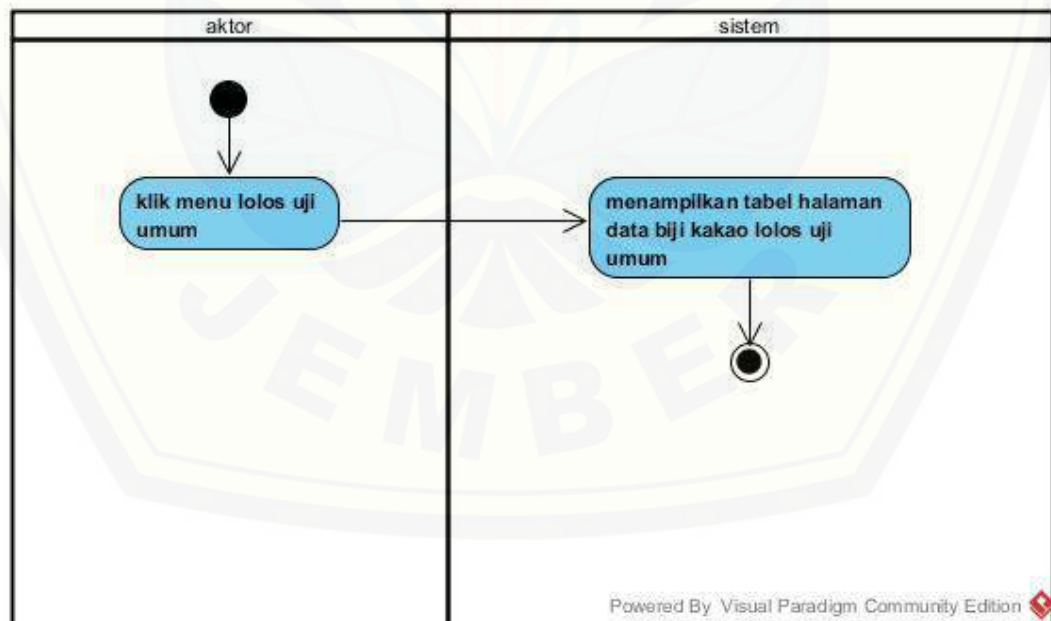 aktor
sistem
klik menu lolos uji
umum
menampilkan tabel halaman
data biji kakao lolos uji
umum
JEMBER
Powered By Visual Paradigm Community Edition